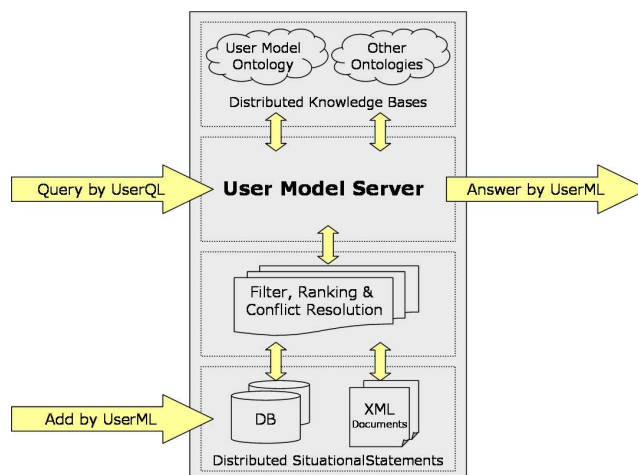 User Model
Ontology
Other
Ontologies
Distributed Knowledge Bases
Query by UserQL
User Model Server
Answer by UserML
Filter, Ranking &
Conflict Resolution
Add by UserML
DB
XML
Documents
Distributed SituationalStatements